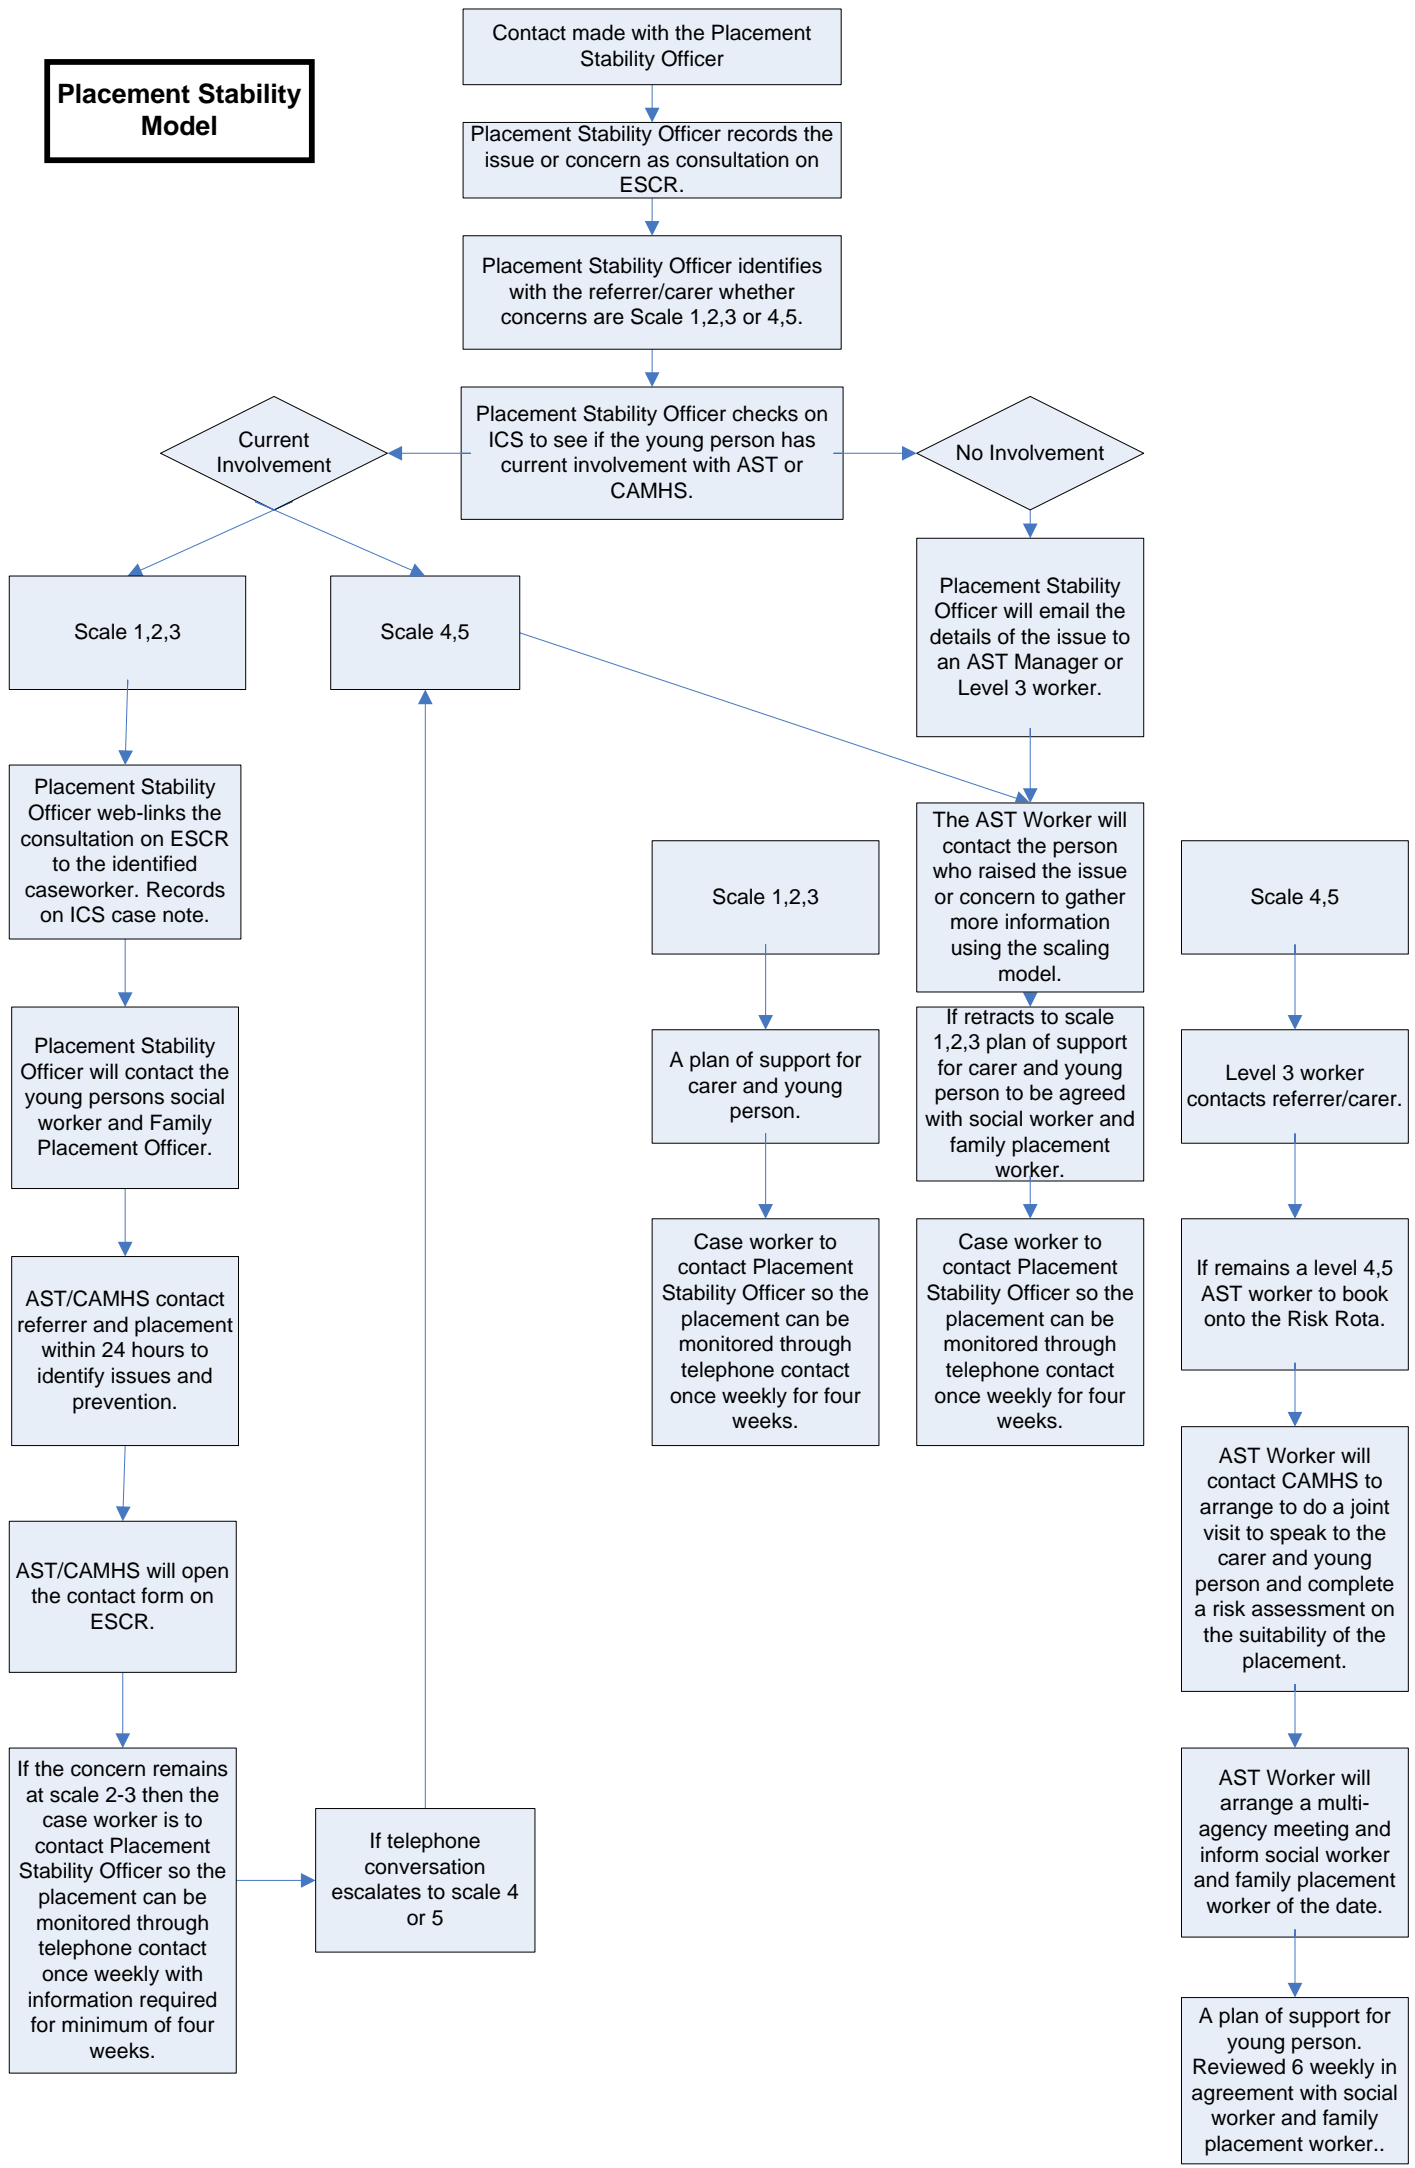 Contact made with the Placement
Stability Officer
Placement Stability
Model
Placement Stability Officer records the
issue or concern as consultation on
ESCR.
Placement Stability Officer identifies
with the referrer/carer whether
concerns are Scale 1,2,3 or 4,5.
Placement Stability Officer checks on
ICS to see if the young person has
current involvement with AST or
CAMHS.
Current
Involvement
No Involvement
Scale 1,2,3
Scale 4,5
Placement Stability
Officer will email the
details of the issue to
an AST Manager or
Level 3 worker.
Placement Stability
Officer web-links the
consultation on ESCR
to the identified
caseworker. Records
on ICS case note.
Placement Stability
Officer will contact the
young persons social
worker and Family
Placement Officer.
AST/CAMHS contact
referrer and placement
within 24 hours to
identify issues and
prevention.
AST/CAMHS will open
the contact form on
ESCR.
If the concern remains
at scale 2-3 then the
case worker is to
contact Placement
Stability Officer so the
placement can be
monitored through
telephone contact
once weekly with
information required
for minimum of four
weeks.
If telephone
conversation
escalates to scale 4
or 5
Scale 1,2,3
A plan of support for
carer and young
person.
Case worker to
contact Placement
Stability Officer so the
placement can be
monitored through
telephone contact
once weekly for four
weeks.
The AST Worker will
contact the person
who raised the issue
or concern to gather
more information
using the scaling
model.
If retracts to scale
1,2,3 plan of support
for carer and young
person to be agreed
with social worker and
family placement
worker.
Case worker to
contact Placement
Stability Officer so the
placement can be
monitored through
telephone contact
once weekly for four
weeks.
Scale 4,5
Level 3 worker
contacts referrer/carer.
If remains a level 4,5
AST worker to book
onto the Risk Rota.
AST Worker will
contact CAMHS to
arrange to do a joint
visit to speak to the
carer and young
person and complete
a risk assessment on
the suitability of the
placement.
AST Worker will
arrange a multi-
agency meeting and
inform social worker
and family placement
worker of the date.
A plan of support for
young person.
Reviewed 6 weekly in
agreement with social
worker and family
placement worker..